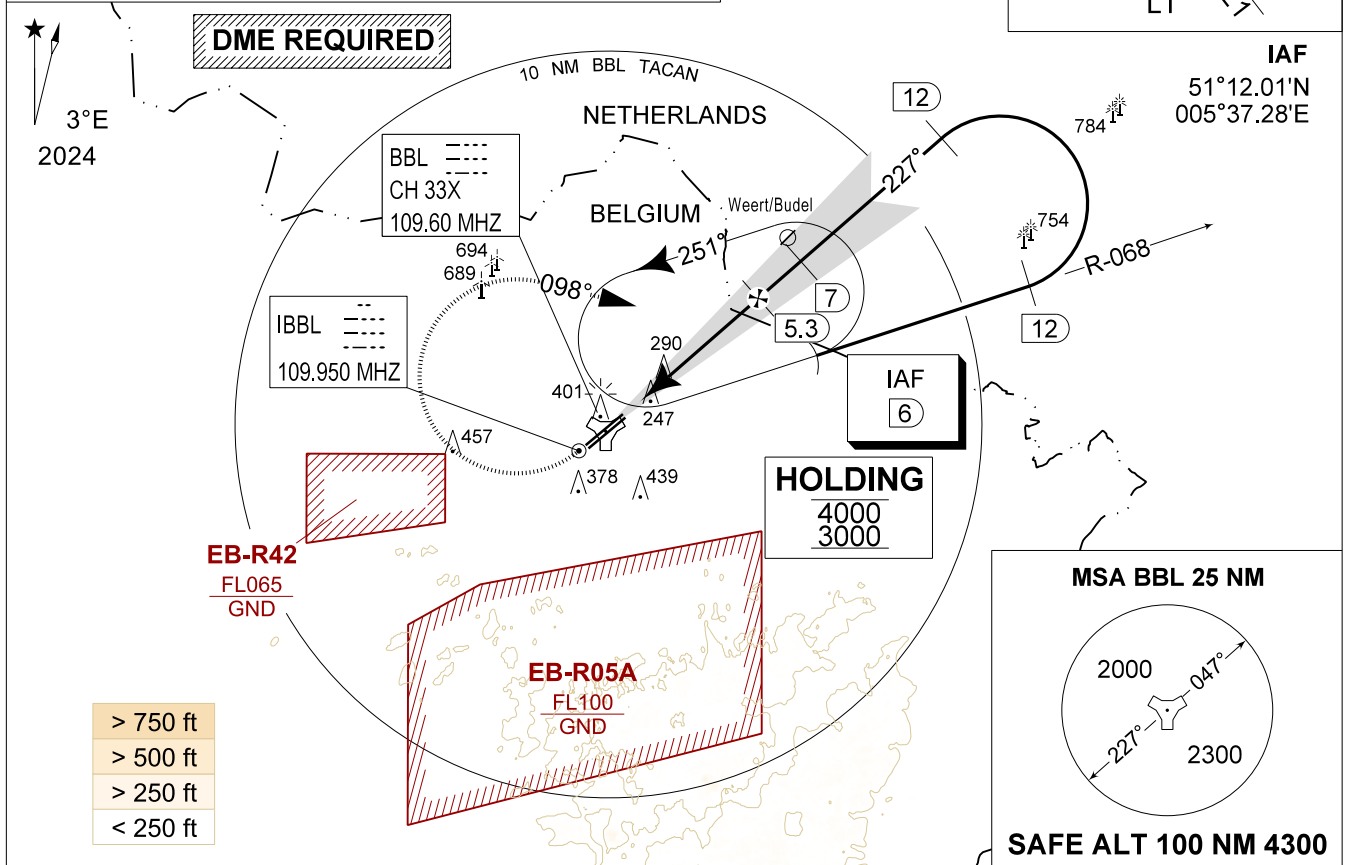 LT
DME REQUIRED
3°E
2024
IAF
51°12.01'N
005°37.28'E
10 NM BBL TACAN
NETHERLANDS
12
784
227°
BBL
CH 33X
109.60 MHZ
BELGIUM
Weert/Budel
754
R-068
251°
694
689
098°
7
12
5.3
IBBL
109.950 MHZ
290
401
247
IAF
6
457
378
439
HOLDING
4000
3000
EB-R42
FL065
GND
EB-R05A
FL100
GND
MSA BBL 25 NM
2000
047°
227°
2300
SAFE ALT 100 NM 4300
> 750 ft
> 500 ft
> 250 ft
< 250 ft